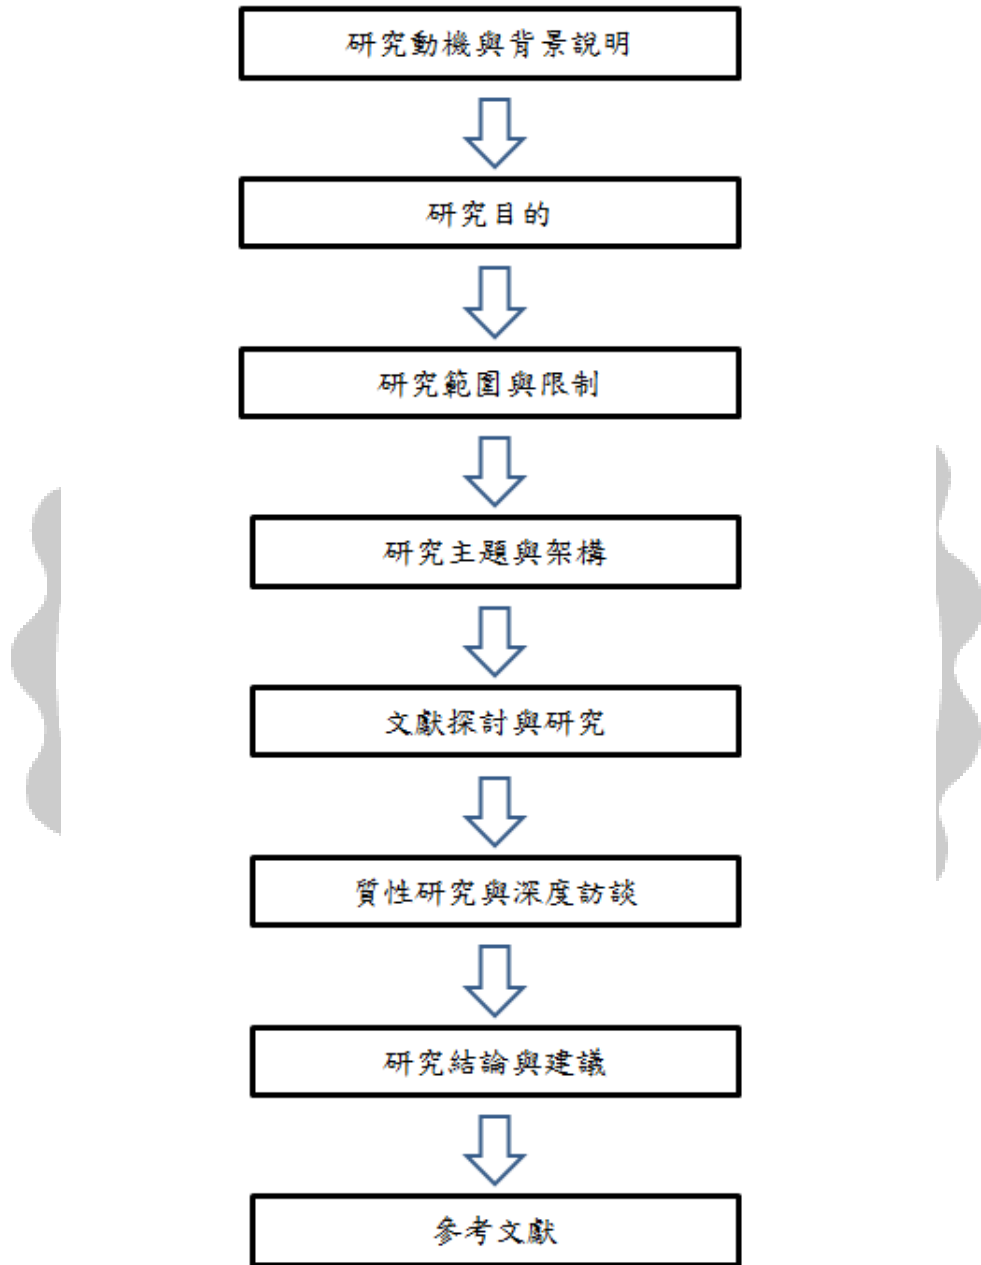 研究動機與背景說明
研究目的
研究範圍與限制
研究主題與架構
文獻探討與研究
質性研究與深度訪談
研究結論與建議
參考文獻